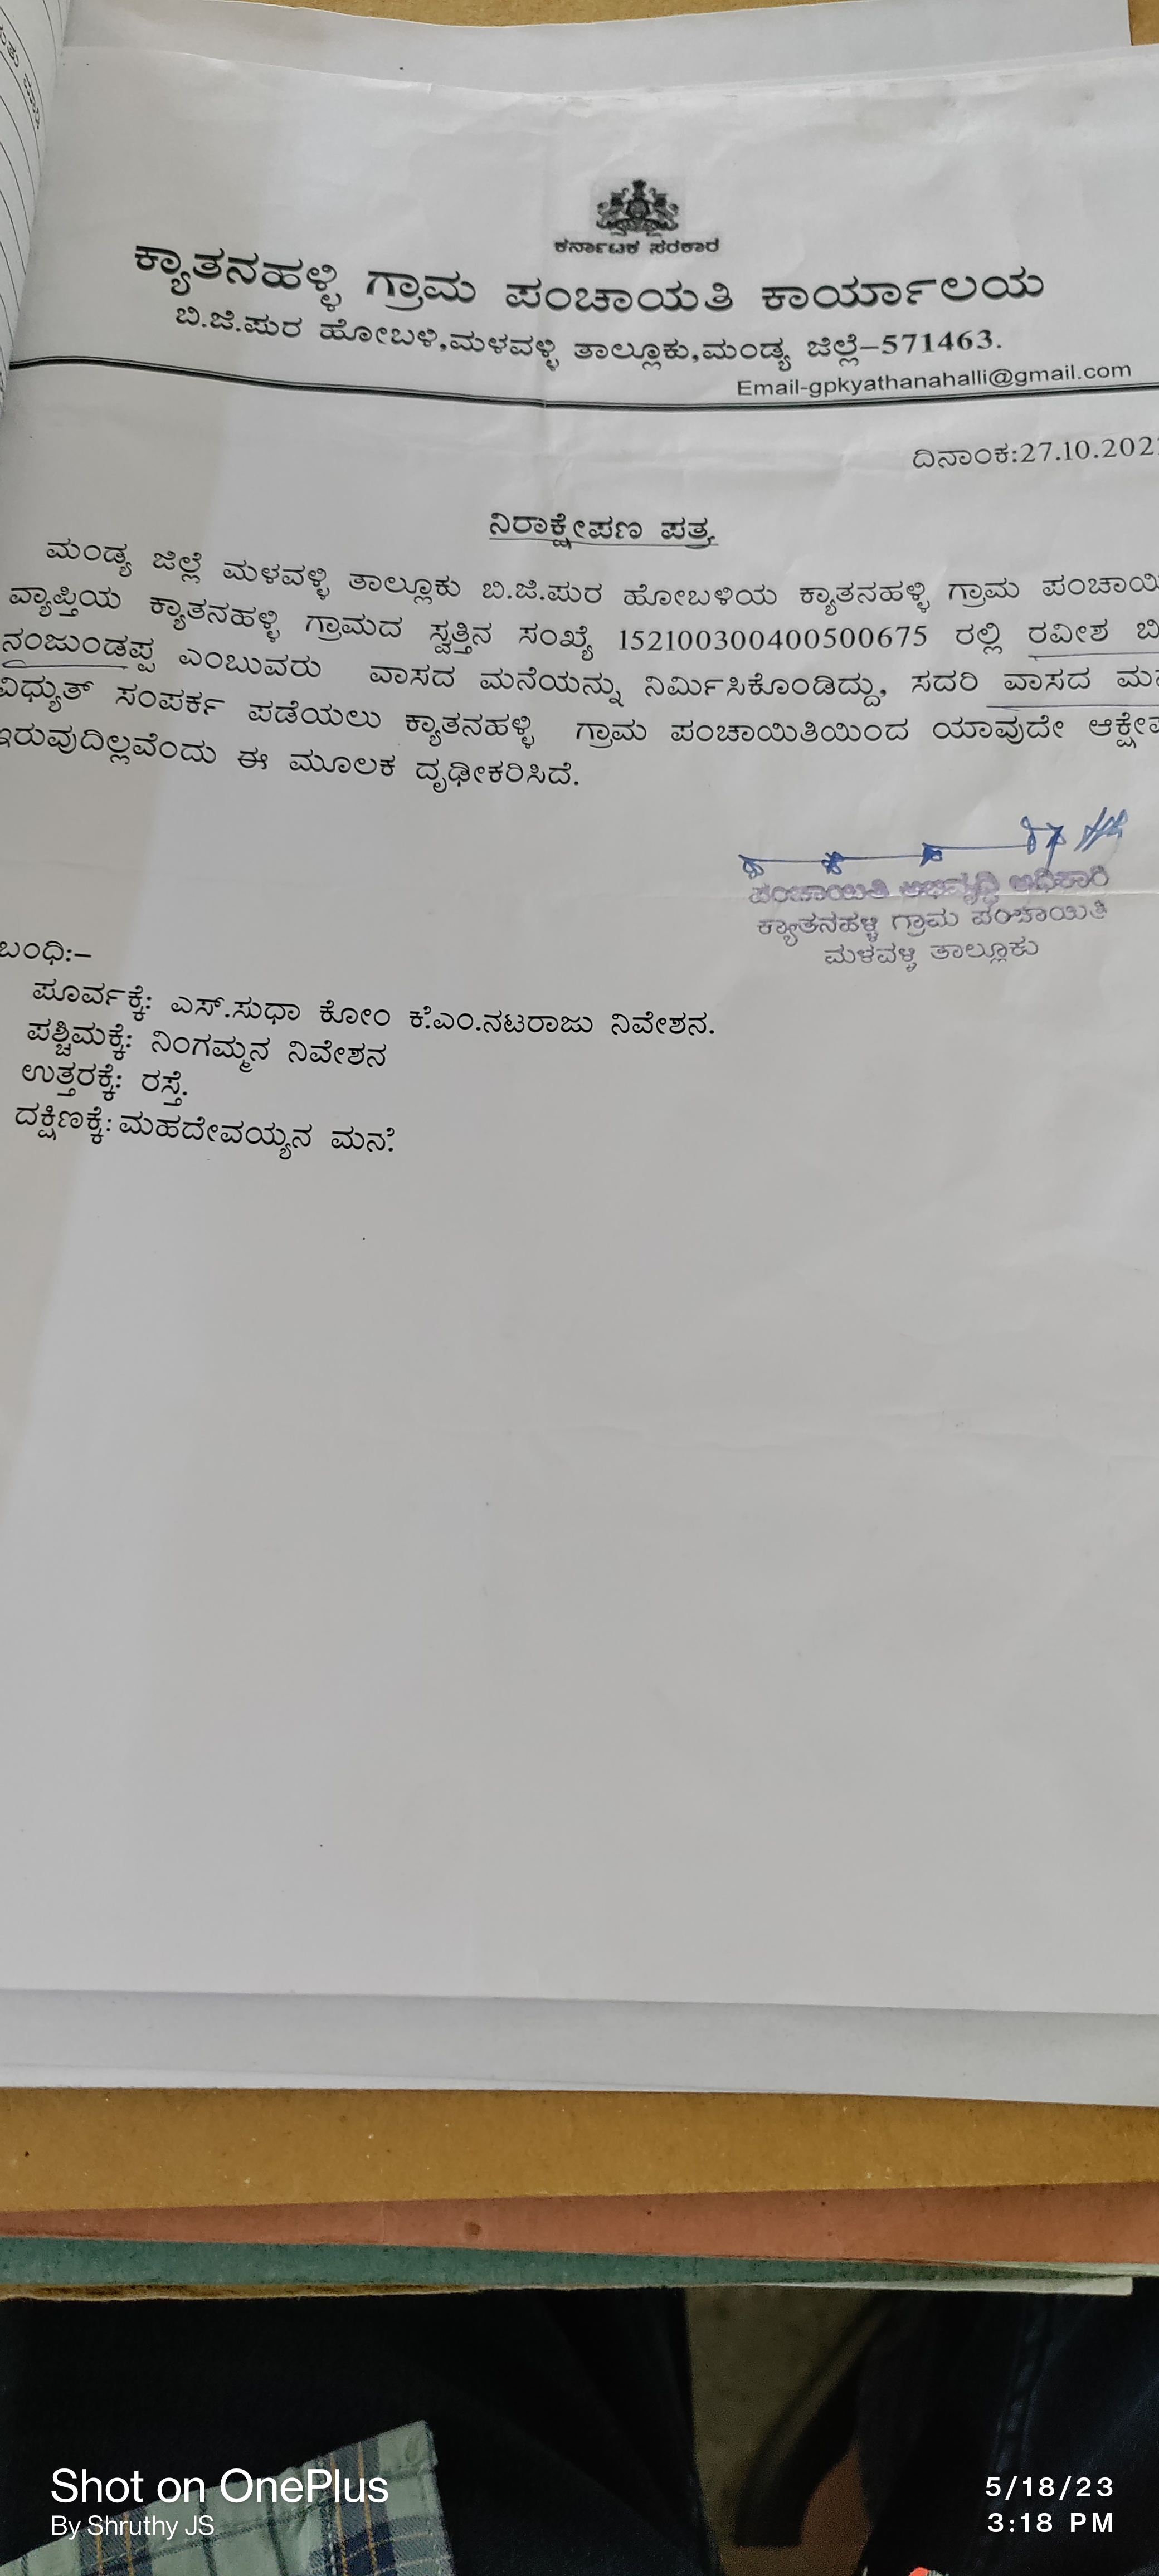 ಕರ್ನಾಟಕ ಸರಕಾರ
ಕ್ಯಾತನಹಳ್ಳಿ ಗ್ರಾಮ ಪಂಚಾಯತಿ ಕಾರ್ಯಾಲಯ
ಬಿ.ಜಿ.ಪುರ ಹೋಬಳಿ,ಮಳವಳ್ಳಿ ತಾಲ್ಲೂಕು,ಮಂಡ್ಯ ಜಿಲ್ಲೆ–571463.
Email-gpkyathanahalli@gmail.com
ದಿನಾಂಕ:27.10.202
ನಿರಾಕ್ಷೇಪಣ ಪತ್ರ
ಮಂಡ್ಯ ಜಿಲ್ಲೆ ಮಳವಳ್ಳಿ ತಾಲ್ಲೂಕು ಬಿ.ಜಿ.ಪುರ ಹೋಬಳಿಯ ಕ್ಯಾತನಹಳ್ಳಿ ಗ್ರಾಮ ಪಂಚಾಯಿ
ವ್ಯಾಪ್ತಿಯ ಕ್ಯಾತನಹಳ್ಳಿ ಗ್ರಾಮದ ಸ್ವತ್ತಿನ ಸಂಖ್ಯೆ 152100300400500675 ರಲ್ಲಿ ರವೀಶ ಬಿ
ನಂಜುಂಡಪ್ಪ ಎಂಬುವರು ವಾಸದ ಮನೆಯನ್ನು ನಿರ್ಮಿಸಿಕೊಂಡಿದ್ದು, ಸದರಿ ವಾಸದ ಮನ
ವಿಧ್ಯುತ್ ಸಂಪರ್ಕ ಪಡೆಯಲು ಕ್ಯಾತನಹಳ್ಳಿ ಗ್ರಾಮ ಪಂಚಾಯಿತಿಯಿಂದ ಯಾವುದೇ ಆಕ್ಷೇಪ
ಇರುವುದಿಲ್ಲವೆಂದು ಈ ಮೂಲಕ ದೃಢೀಕರಿಸಿದೆ.
ಪಂಚಾಯಿತಿ ಅಭಿವೃದ್ಧಿ ಅಧಿಕಾರಿ
ಕ್ಯಾತನಹಳ್ಳಿ ಗ್ರಾಮ ಪಂಚಾಯಿತಿ
ಮಳವಳ್ಳಿ ತಾಲ್ಲೂಕು
ಬಂಧಿ:–
ಪೂರ್ವಕ್ಕೆ: ಎಸ್.ಸುಧಾ ಕೋಂ ಕೆ.ಎಂ.ನಟರಾಜು ನಿವೇಶನ.
ಪಶ್ಚಿಮಕ್ಕೆ: ನಿಂಗಮ್ಮನ ನಿವೇಶನ
ಉತ್ತರಕ್ಕೆ: ರಸ್ತೆ.
ದಕ್ಷಿಣಕ್ಕೆ: ಮಹದೇವಯ್ಯನ ಮನೆ.
Shot on OnePlus
By Shruthy JS
5/18/23
3:18 PM